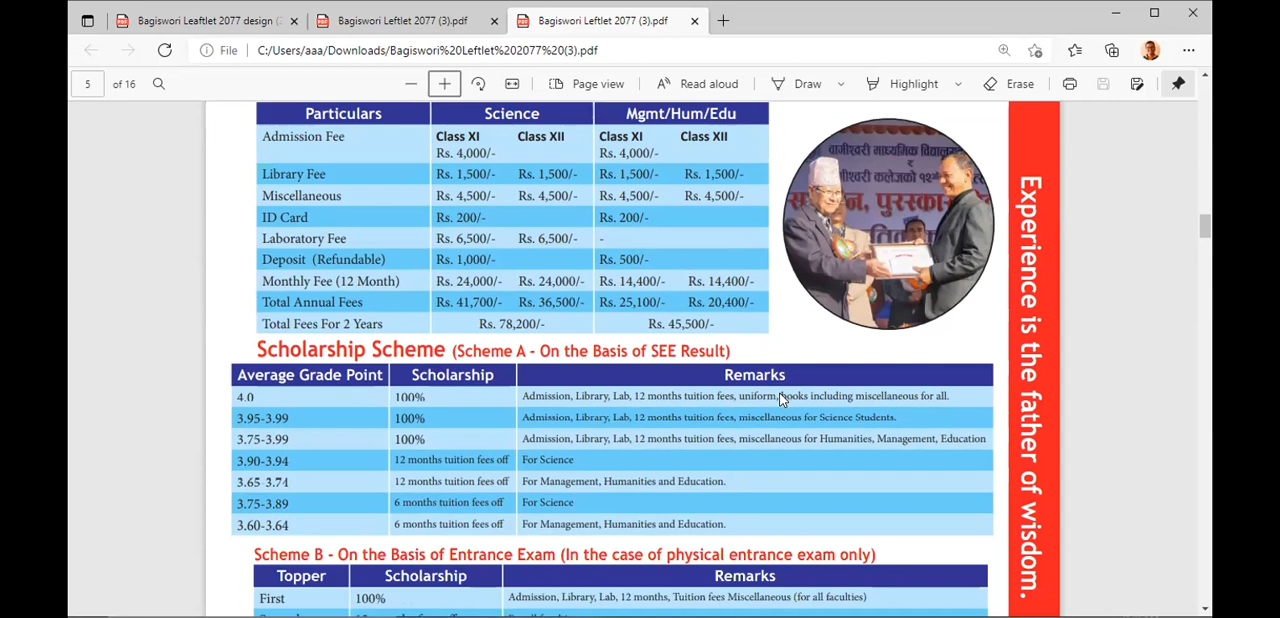 Bagiswori Leaftlet 2077 design (
Bagiswori Leftlet 2077 (3).pdf
Bagiswori Leftlet 2077 (3).pdf
File C:/Users/aaa/Downloads/Bagiswori%20Leftlet%202077%20(3).pdf
5 of 16 Page view Read aloud Draw Highlight Erase
Particulars Science Mgmt/Hum/Edu
Admission Fee Class XI Class XII Class XI Class XII
Rs. 4,000/- Rs. 4,000/-
Library Fee Rs. 1,500/- Rs. 1,500/- Rs. 1,500/- Rs. 1,500/-
Miscellaneous Rs. 4,500/- Rs. 4,500/- Rs. 4,500/- Rs. 4,500/-
ID Card Rs. 200/- Rs. 200/-
Laboratory Fee Rs. 6,500/- Rs. 6,500/- -
Deposit (Refundable) Rs. 1,000/- Rs. 500/-
Monthly Fee (12 Month) Rs. 24,000/- Rs. 24,000/- Rs. 14,400/- Rs. 14,400/-
Total Annual Fees Rs. 41,700/- Rs. 36,500/- Rs. 25,100/- Rs. 20,400/-
Total Fees For 2 Years Rs. 78,200/- Rs. 45,500/-
वागीश्वरी माध्यमिक विद्यालय
र
गीश्वरी कलेजको १२
पुरस्कार
Experience is the father of wisdom.
Scholarship Scheme (Scheme A - On the Basis of SEE Result)
Average Grade Point Scholarship Remarks
4.0 100% Admission, Library, Lab, 12 months tuition fees, uniform, books including miscellaneous for all.
3.95-3.99 100% Admission, Library, Lab, 12 months tuition fees, miscellaneous for Science Students.
3.75-3.99 100% Admission, Library, Lab, 12 months tuition fees, miscellaneous for Humanities, Management, Education
3.90-3.94 12 months tuition fees off For Science
3.65-3.74 12 months tuition fees off For Management, Humanities and Education.
3.75-3.89 6 months tuition fees off For Science
3.60-3.64 6 months tuition fees off For Management, Humanities and Education.
Scheme B - On the Basis of Entrance Exam (In the case of physical entrance exam only)
Topper Scholarship Remarks
First 100% Admission, Library, Lab, 12 months, Tuition fees Miscellaneous (for all faculties)